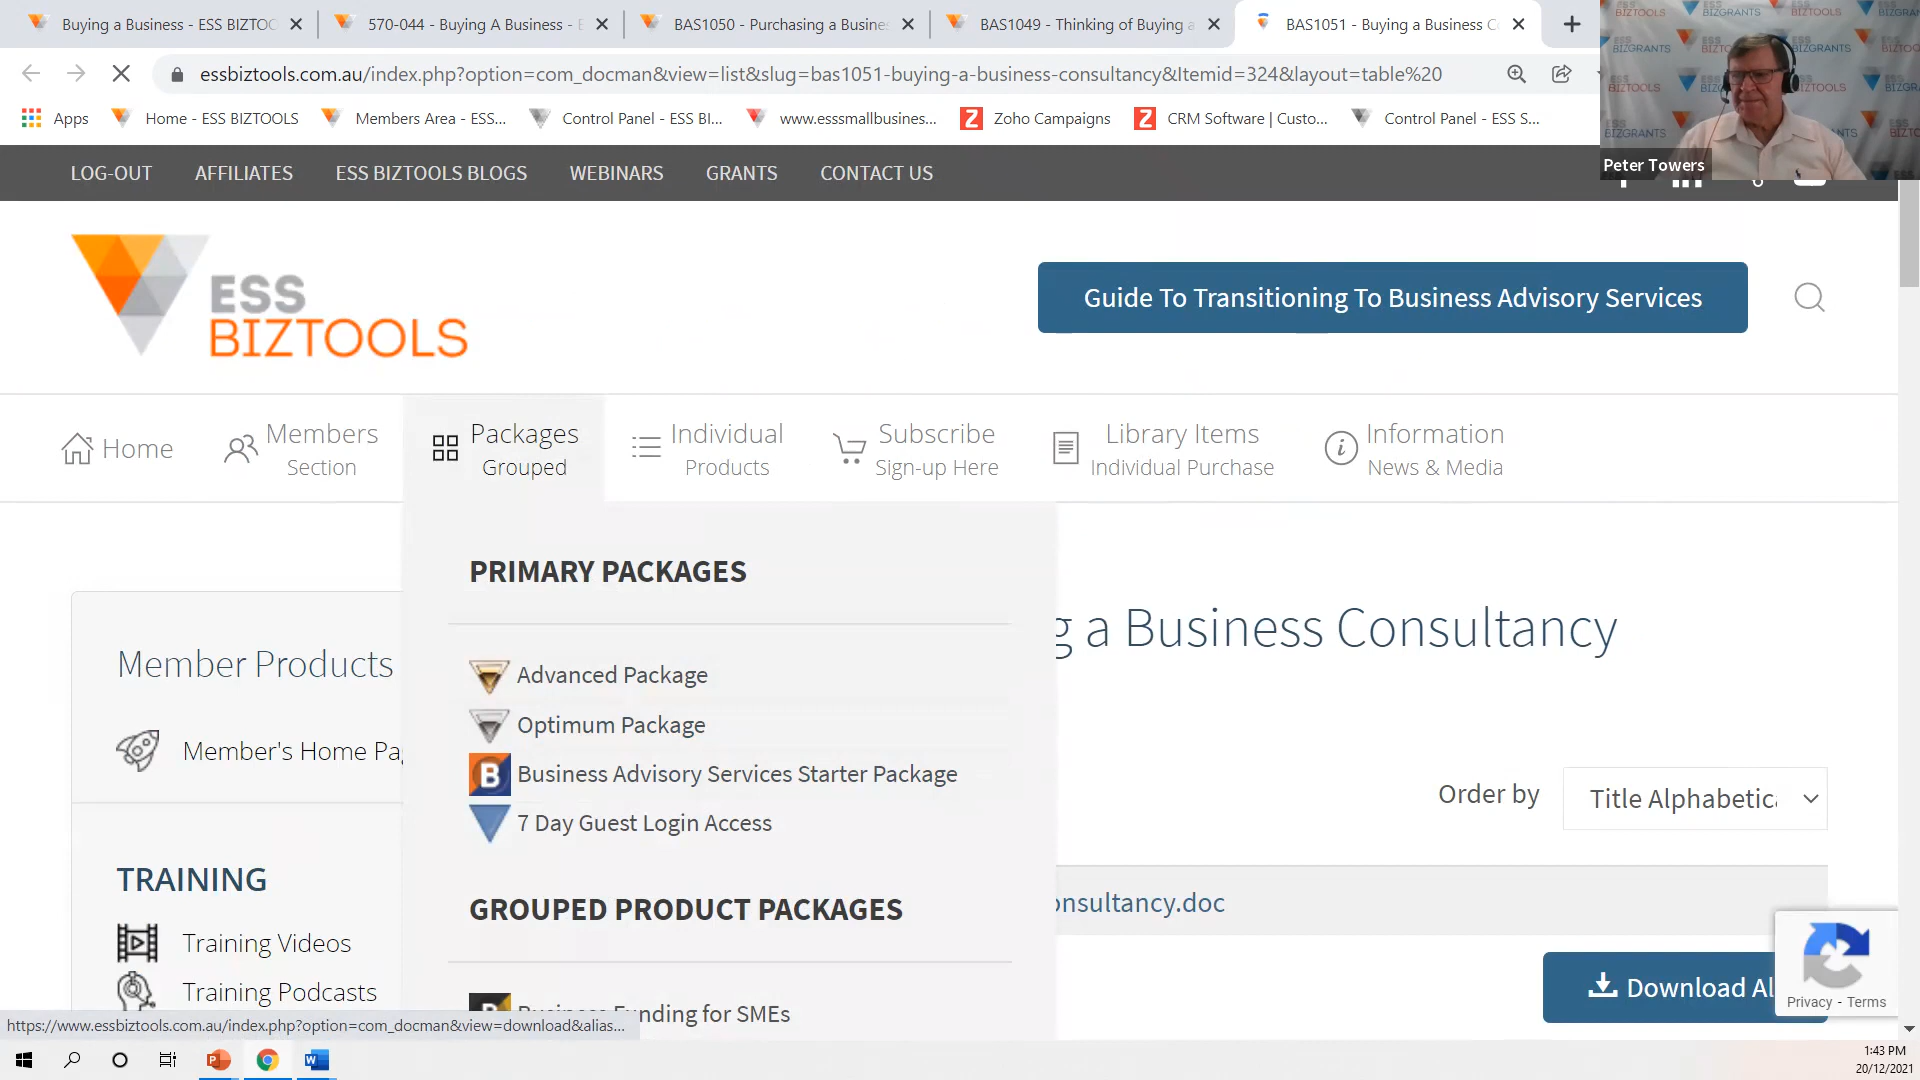 Buying a Business - ESS BIZTOO
570-044 - Buying A Business - E
BAS1050 - Purchasing a Busine
BAS1049 - Thinking of Buying a
BAS1051 - Buying a Business C
essbiztools.com.au/index.php?option=com_docman&view=list&slug=bas1051-buying-a-business-consultancy&Itemid=324&layout=table%20
Apps
Home - ESS BIZTOOLS
Members Area - ESS...
Control Panel - ESS BI...
www.esssmallbusines...
Zoho Campaigns
CRM Software | Custo...
Control Panel - ESS S...
Peter Towers
LOG-OUT
AFFILIATES
ESS BIZTOOLS BLOGS
WEBINARS
GRANTS
CONTACT US
ESS
BIZTOOLS
Guide To Transitioning To Business Advisory Services
Home
Members
Section
Packages
Grouped
Individual
Products
Subscribe
Sign-up Here
Library Items
Individual Purchase
Information
News & Media
PRIMARY PACKAGES
Advanced Package
Optimum Package
Business Advisory Services Starter Package
7 Day Guest Login Access
GROUPED PRODUCT PACKAGES
Business Funding for SMEs
g a Business Consultancy
Member Products
Member's Home Pag
TRAINING
Training Videos
Training Podcasts
Order by
Title Alphabetica
onsultancy.doc
Download Al
Privacy - Terms
https://www.essbiztools.com.au/index.php?option=com_docman&view=download&alias...
1:43 PM
20/12/2021